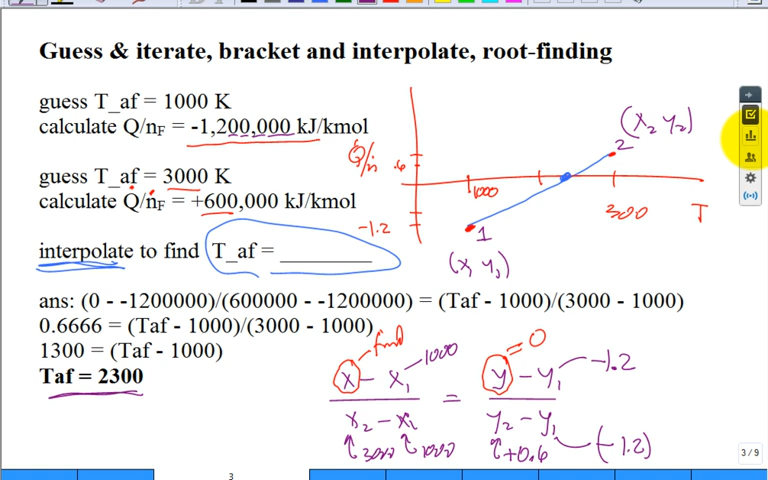 Guess & iterate, bracket and interpolate, root-finding
guess T_af = 1000 K
calculate Q/nF = -1,200,000 kJ/kmol
guess T_af = 3000 K
calculate Q/nF = +600,000 kJ/kmol
interpolate to find T_af = __________
ans: (0 - -1200000)/(600000 - -1200000) = (Taf - 1000)/(3000 - 1000)
0.6666 = (Taf - 1000)/(3000 - 1000)
1300 = (Taf - 1000)
Taf = 2300
(x2 y2)
2
Q/n .6
1000
300 T
-1.2
1
(x, y1)
find
= 0
1000
-1.2
x - x1 = y - y1
x2 - x1 y2 - y1
↑3000 ↑1000 ↑+0.6 (-1.2)
3 / 9
3